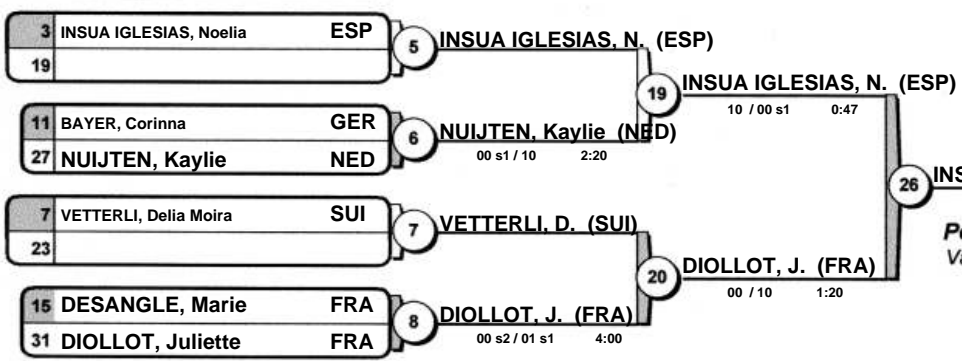 3 INSUA IGLESIAS, Noelia ESP
19
5 INSUA IGLESIAS, N. (ESP)
11 BAYER, Corinna GER
27 NUIJTEN, Kaylie NED
6 NUIJTEN, Kaylie (NED)
00 s1 / 10 2:20
19 INSUA IGLESIAS, N. (ESP)
10 / 00 s1 0:47
7 VETTERLI, Delia Moira SUI
23
7 VETTERLI, D. (SUI)
15 DESANGLE, Marie FRA
31 DIOLLOT, Juliette FRA
8 DIOLLOT, J. (FRA)
00 s2 / 01 s1 4:00
20 DIOLLOT, J. (FRA)
00 / 10 1:20
26 INS